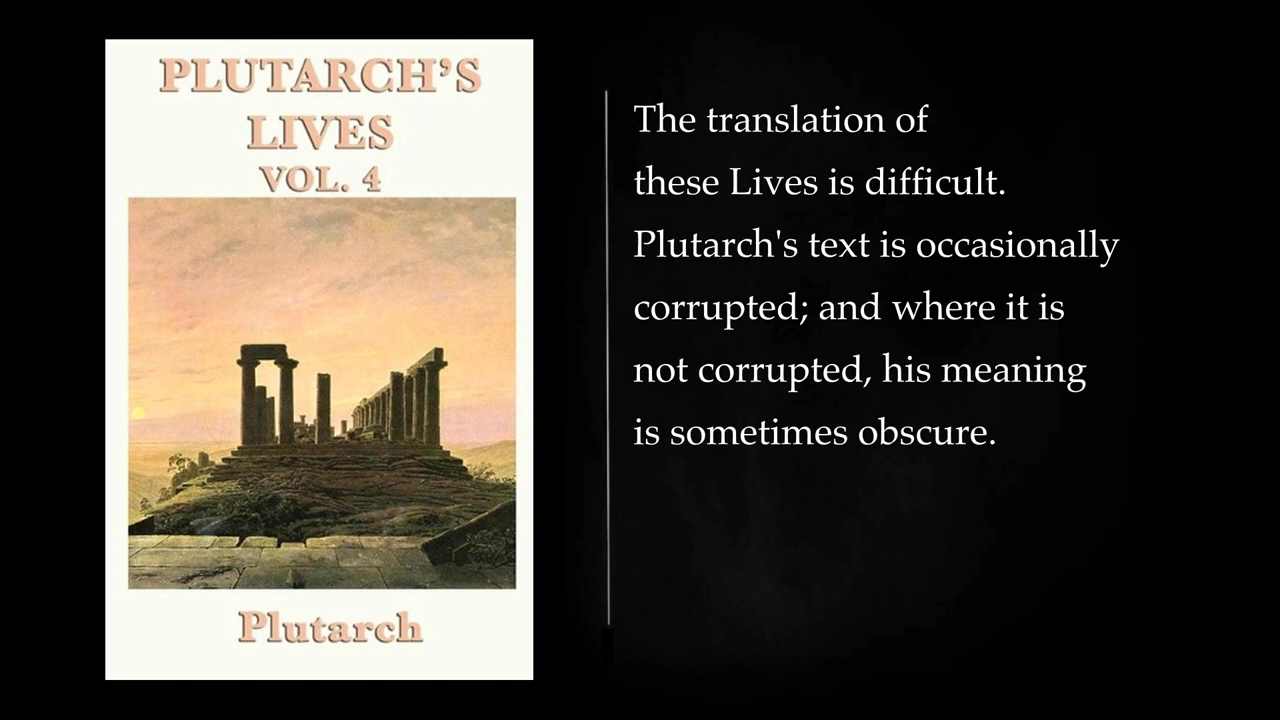 PLUTARCH'S
LIVES
VOL. 4
Plutarch
The translation of
these Lives is difficult.
Plutarch's text is occasionally
corrupted; and where it is
not corrupted, his meaning
is sometimes obscure.